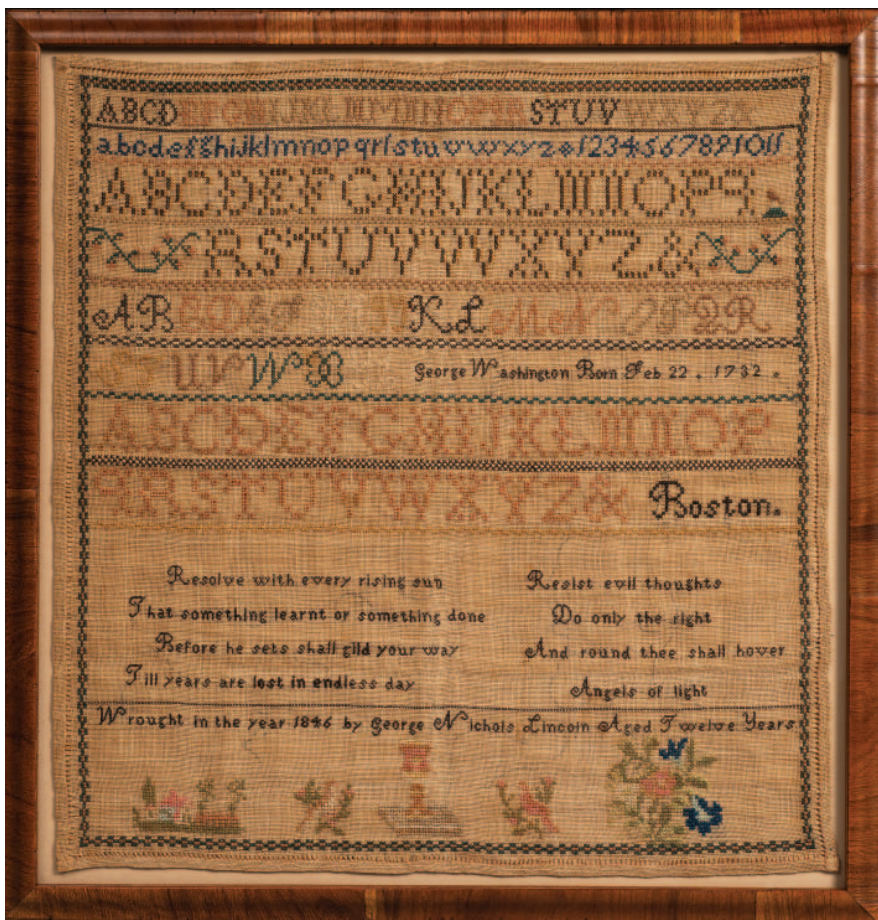 ABCDEFGHIJKLMNOPQRSTUVWXYZ&
abcdefghijklmnopqrſstuvwxyz&1234567891011
ABCDEFGHIJKLMNOPQ
RSTUVWXYZ&
AB CD E F K L M N O P Q R
U V W X George Washington Born Feb 22 . 1732 .
ABCDEFGHIJKLMNOP
QRSTUVWXYZ& Boston.
Resolve with every rising sun
That something learnt or something done
Before he sets shall gild your way
Till years are lost in endless day
Resist evil thoughts
Do only the right
And round thee shall hover
Angels of light
Wrought in the year 1846 by George Nichols Lincoln Aged Twelve Years